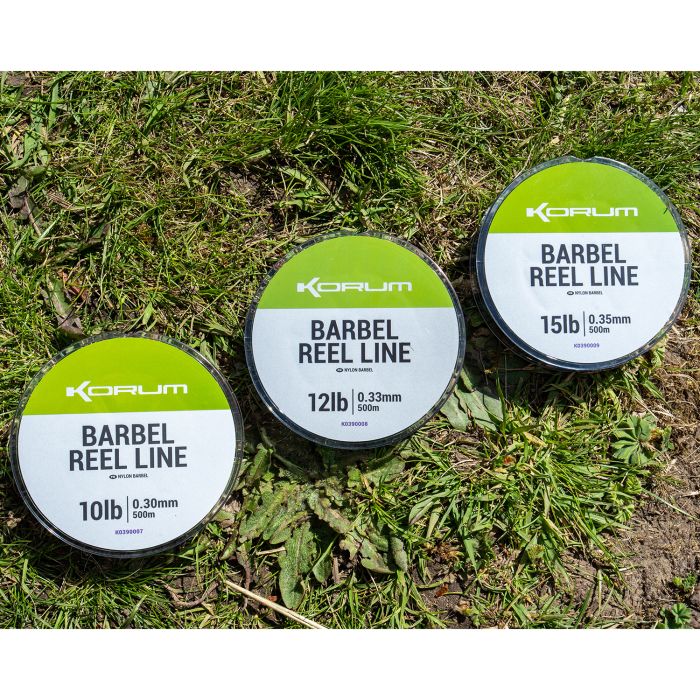 KORUM
BARBEL
REEL LINE
NYLON BARBEL
10lb 0.30mm
500m
K0390007
KORUM
BARBEL
REEL LINE
NYLON BARBEL
12lb 0.33mm
500m
K0390008
KORUM
BARBEL
REEL LINE
NYLON BARBEL
15lb 0.35mm
500m
K0390009